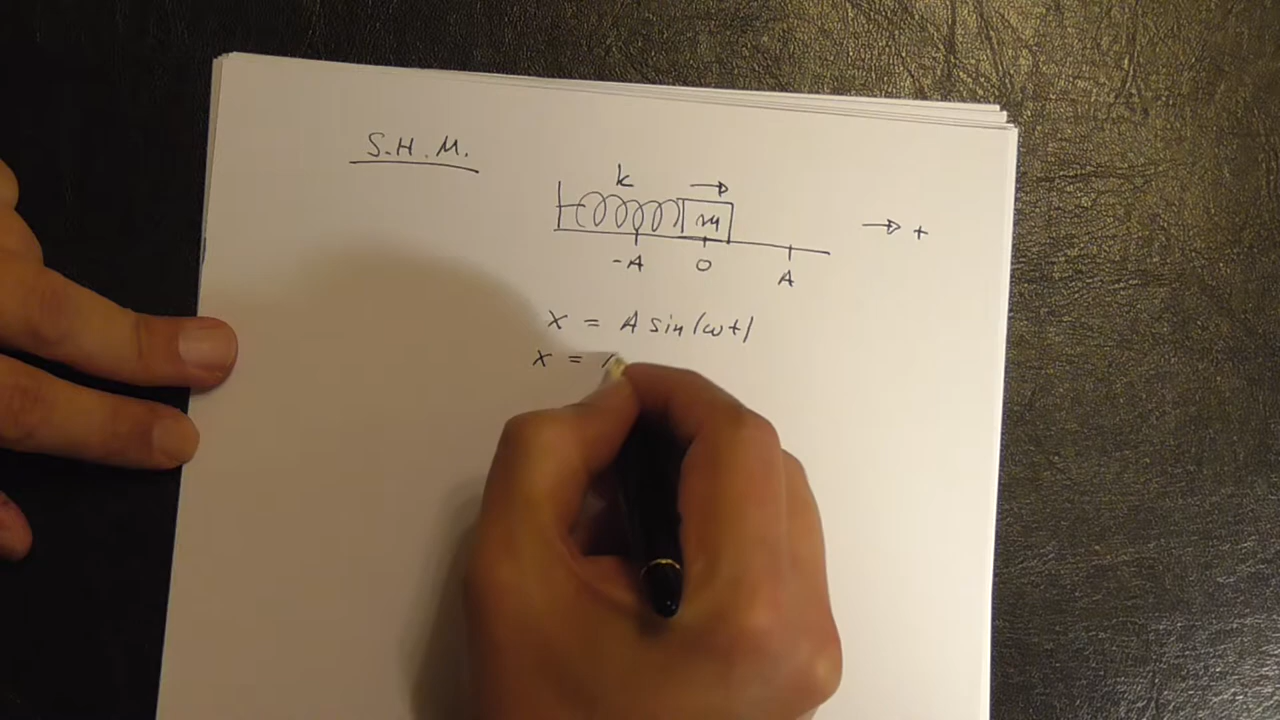 S.H.M.
k
m
→ +
-A 0 A
x = A sin(ωt)
x =